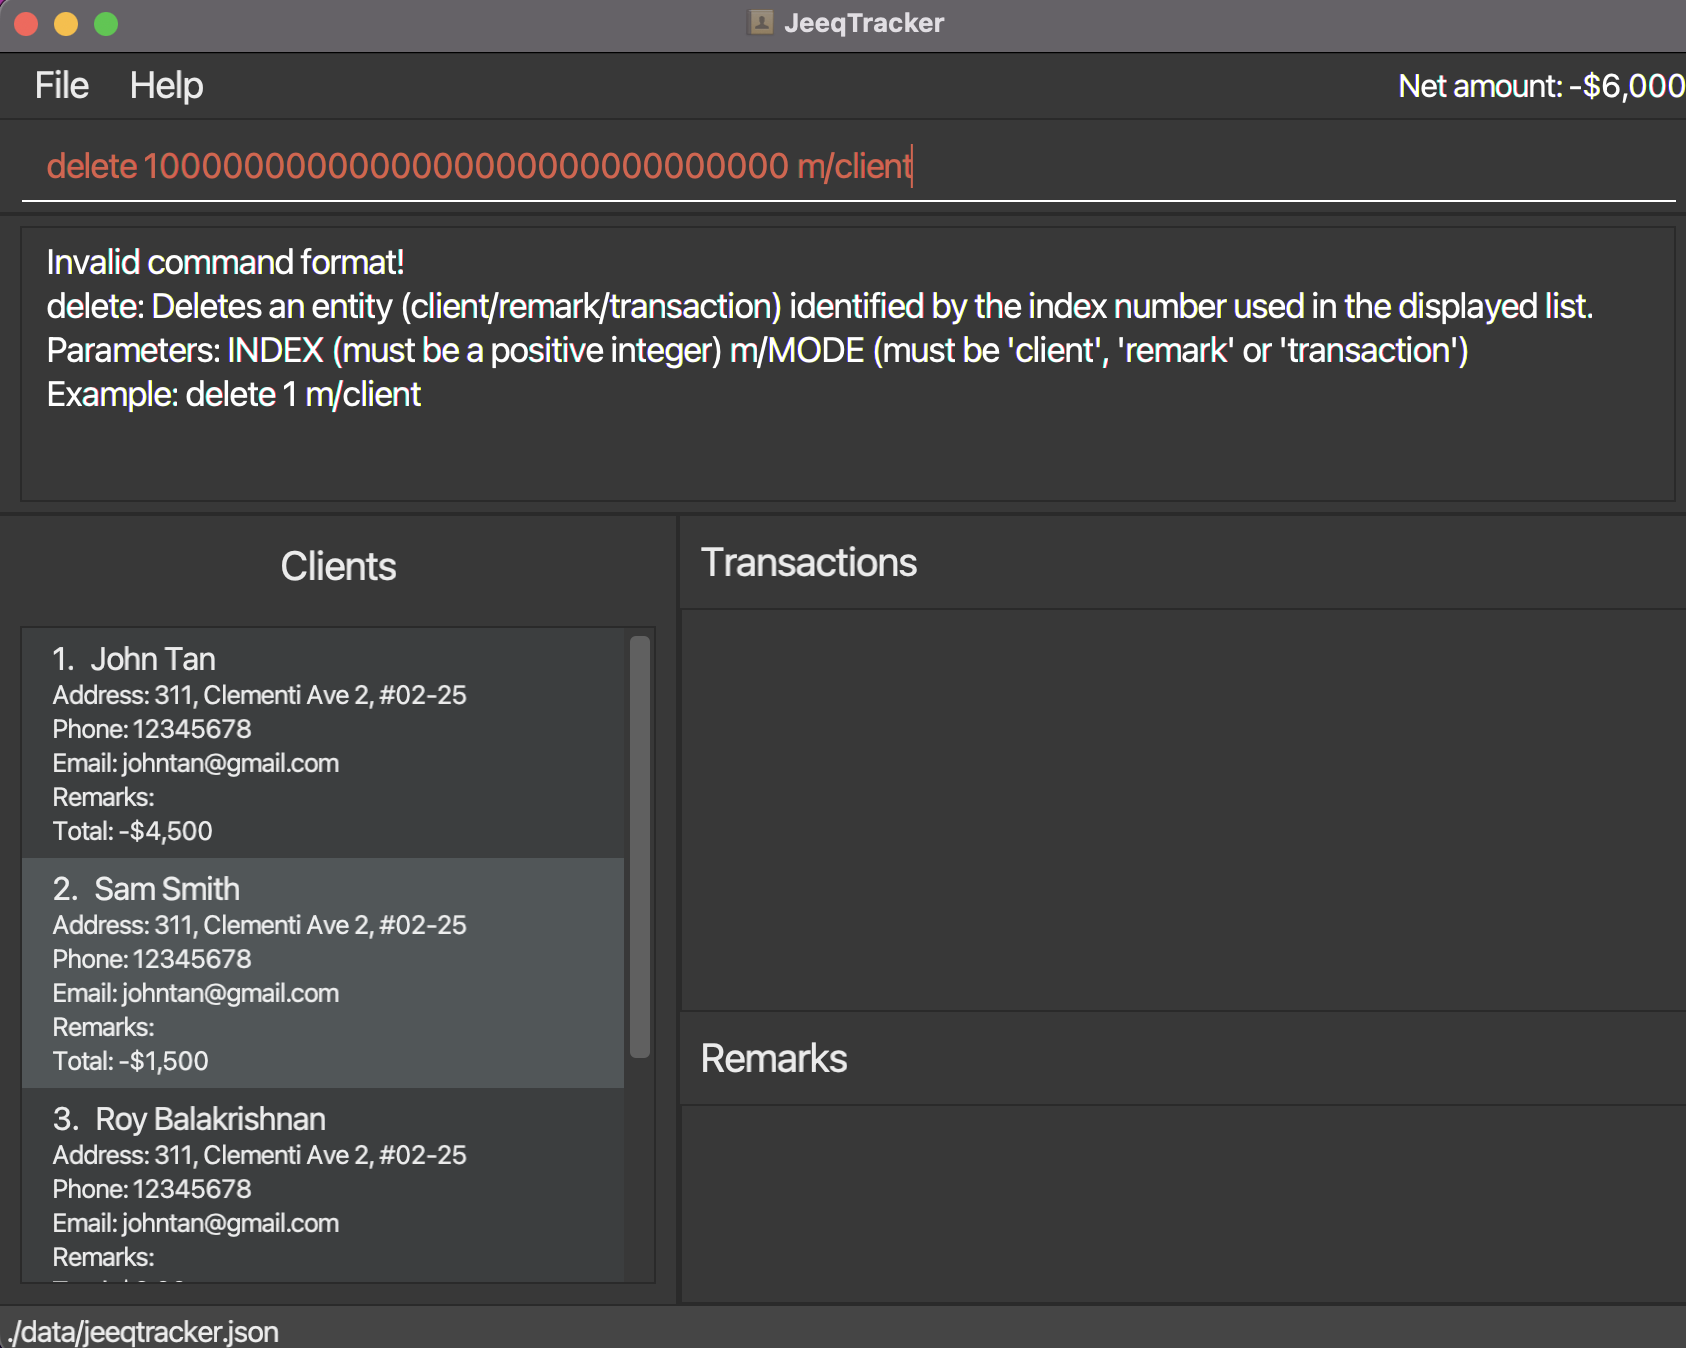 JeeqTracker
File Help Net amount: -$6,000
delete 1000000000000000000000000000000 m/client
Invalid command format!
delete: Deletes an entity (client/remark/transaction) identified by the index number used in the displayed list.
Parameters: INDEX (must be a positive integer) m/MODE (must be 'client', 'remark' or 'transaction')
Example: delete 1 m/client
Clients
1. John Tan
Address: 311, Clementi Ave 2, #02-25
Phone: 12345678
Email: johntan@gmail.com
Remarks:
Total: -$4,500
2. Sam Smith
Address: 311, Clementi Ave 2, #02-25
Phone: 12345678
Email: johntan@gmail.com
Remarks:
Total: -$1,500
3. Roy Balakrishnan
Address: 311, Clementi Ave 2, #02-25
Phone: 12345678
Email: johntan@gmail.com
Remarks:
Transactions
Remarks
./data/jeeqtracker.json